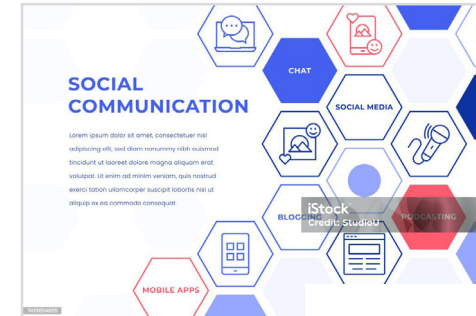 SOCIAL
COMMUNICATION
Lorem ipsum dolor sit amet, consectetuer nisl
adipiscing elit, sed diam nonummy nibh euismod
tincidunt ut laoreet dolore magna aliquam erat
volutpat. Ut enim ad minim veniam, quis nostrud
exerci tation ullamcorper suscipit lobortis nisl ut
aliquip ex ea commodo consequat.
CHAT
SOCIAL MEDIA
BLOGGING
PODCASTING
MOBILE APPS
iStock
Credit: StudioU